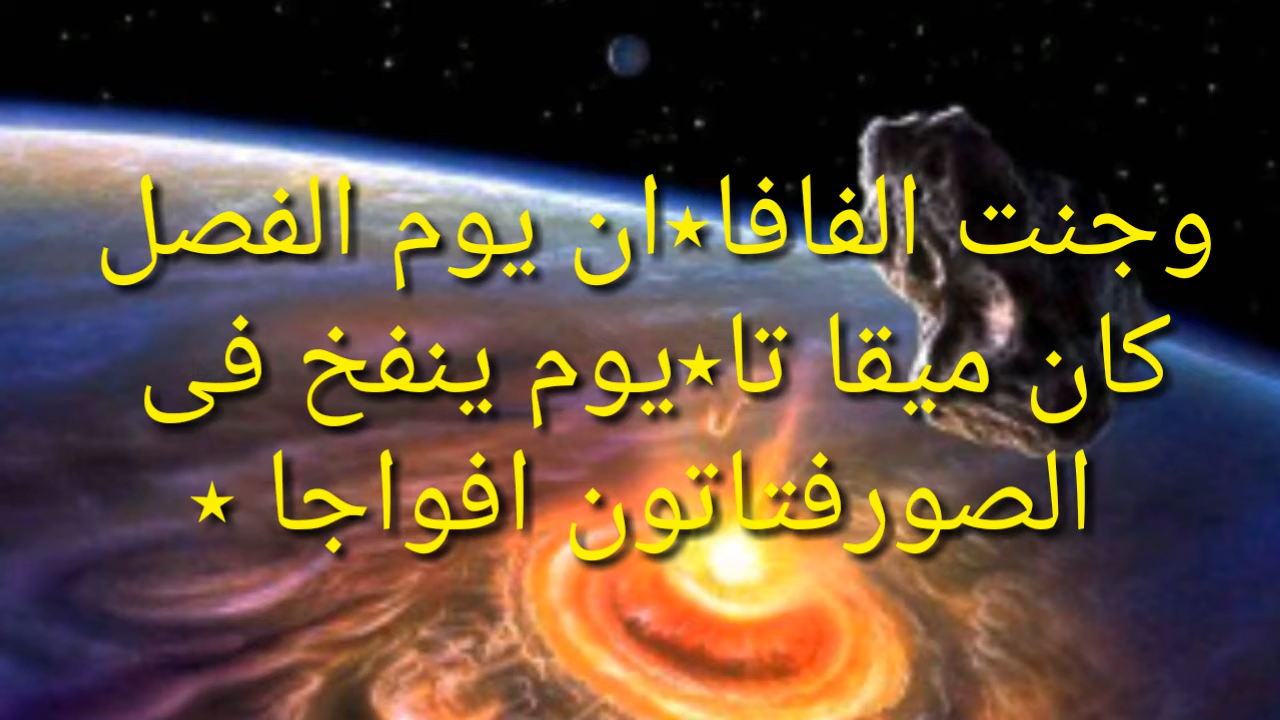 وجنت الفافا٭ان يوم الفصل
كان ميقا تا٭يوم ينفخ فى
الصورفتاتون افواجا ٭